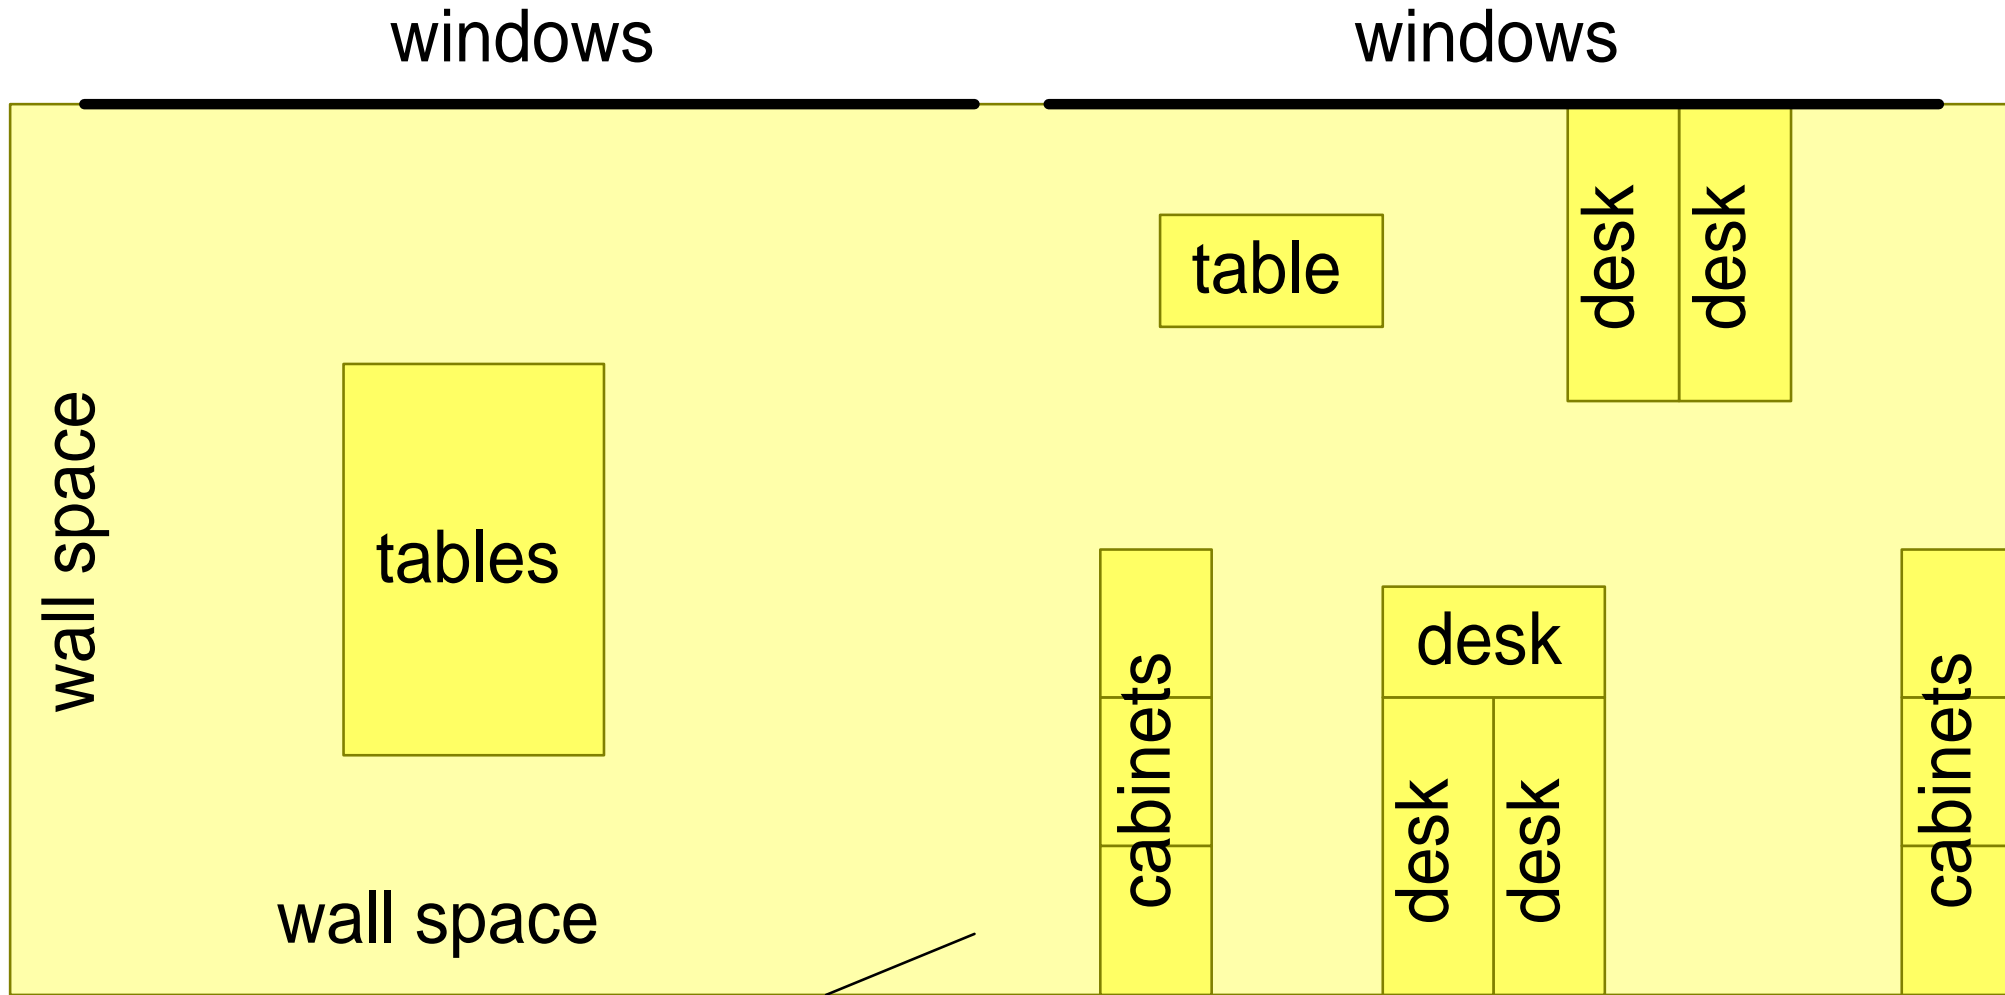 windows
windows
desk
desk
table
wall space
tables
desk
cabinets
cabinets
desk
desk
wall space